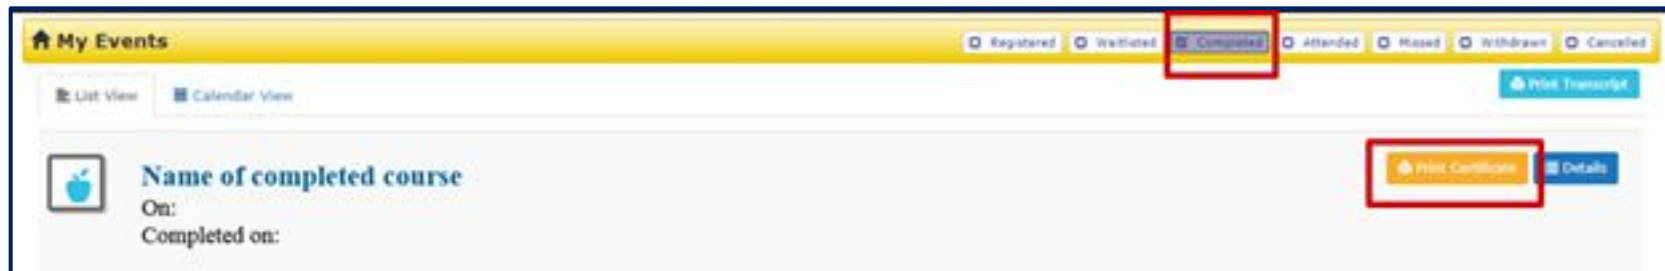 My Events
Registered Waitlisted Completed Attended Missed Withdrawn Cancelled
List View Calendar View
Print Transcript
Name of completed course
Print Certificate Details
On:
Completed on: